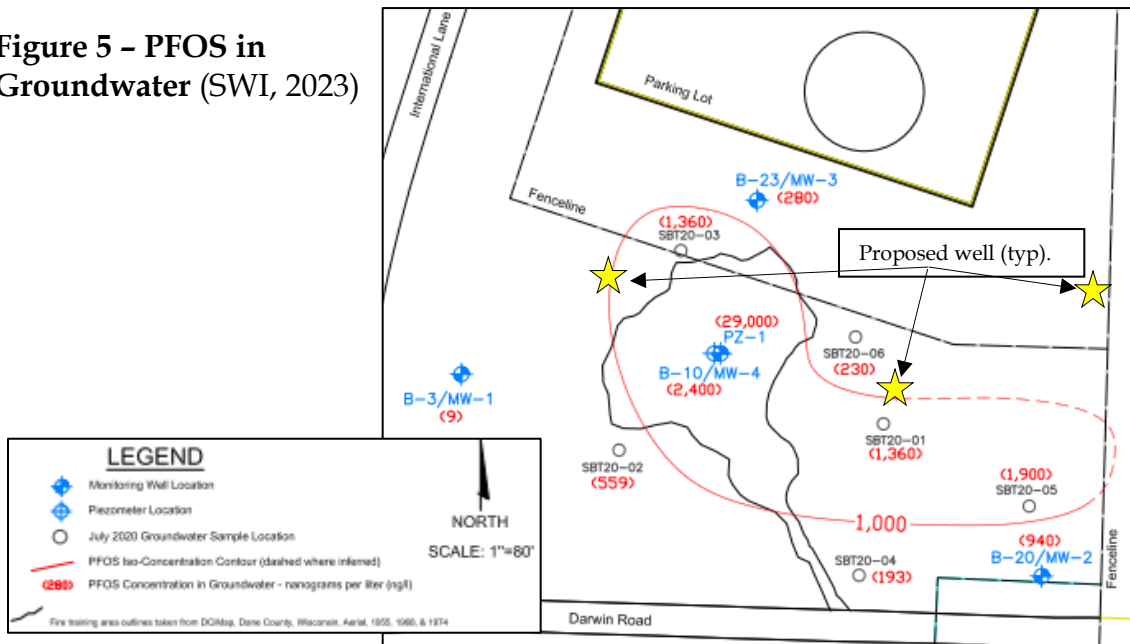 Figure 5 – PFOS in
Groundwater (SWI, 2023)
International Lane
Parking Lot
Fenceline
B-23/MW-3
(280)
(1,360)
SBT20-03
Proposed well (typ).
(29,000)
PZ-1
B-10/MW-4
(2,400)
SBT20-06
(230)
B-3/MW-1
(9)
SBT20-01
(1,360)
SBT20-02
(559)
(1,900)
SBT20-05
1,000
(940)
B-20/MW-2
SBT20-04
(193)
Fenceline
Darwin Road
LEGEND
Monitoring Well Location
Piezometer Location
July 2020 Groundwater Sample Location
PFOS Iso-Concentration Contour (dashed where inferred)
(280) PFOS Concentration in Groundwater - nanograms per liter (ng/l)
Fire training area outlines taken from DCiMap, Dane County, Wisconsin, Aerial, 1955, 1968, & 1974
NORTH
SCALE: 1"=80'